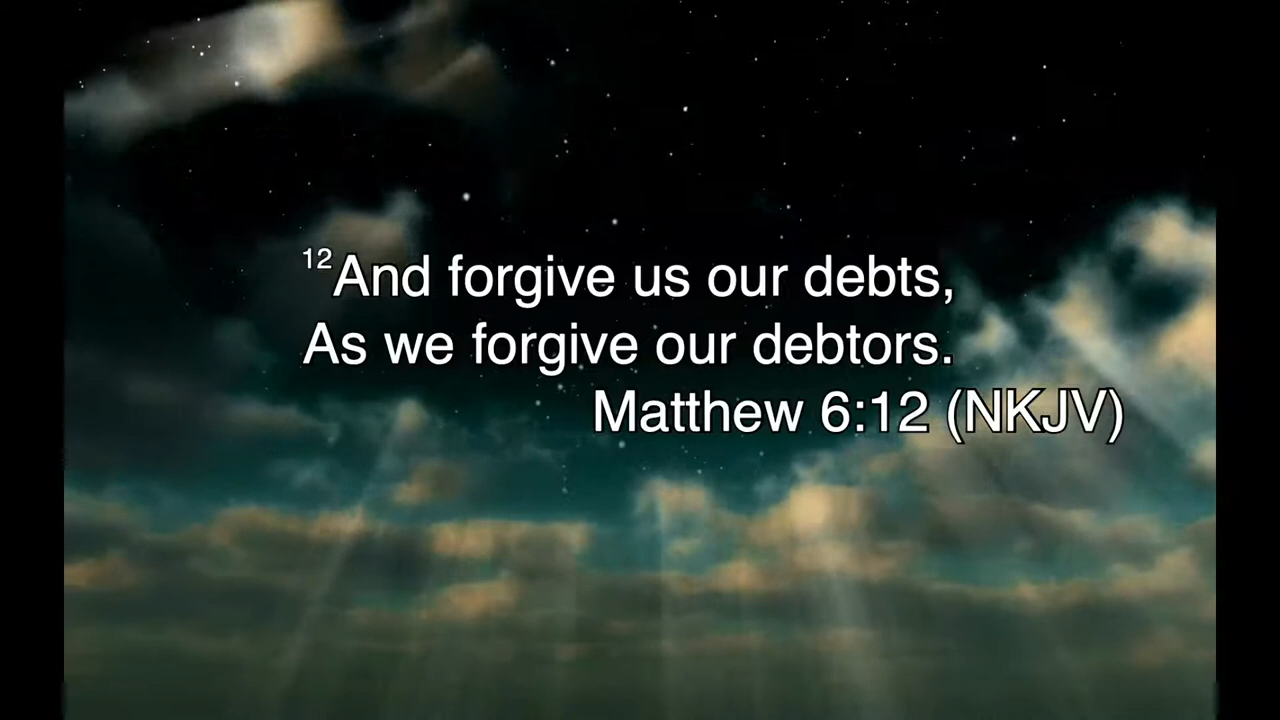 ¹²And forgive us our debts,
As we forgive our debtors.
Matthew 6:12 (NKJV)